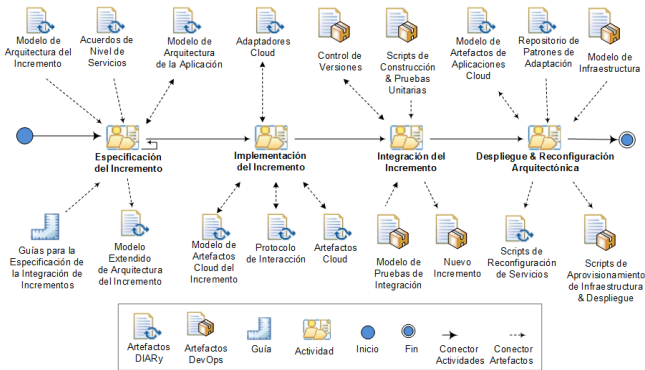 Modelo de
Arquitectura del
Incremento
Acuerdos de
Nivel de
Servicios
Modelo de
Arquitectura
de la Aplicación
Adaptadores
Cloud
Control de
Versiones
Scripts de
Construcción
& Pruebas
Unitarias
Modelo de
Artefactos de
Aplicaciones
Cloud
Repositorio de
Patrones de
Adaptación
Modelo de
Infraestructura
Especificación
del Incremento
Implementación
del Incremento
Integración del
Incremento
Despliegue & Reconfiguración
Arquitectónica
Guías para la
Especificación de
la Integración de
Incrementos
Modelo
Extendido
de Arquitectura
del Incremento
Modelo de
Artefactos
Cloud del
Incremento
Protocolo
de Interacción
Artefactos
Cloud
Modelo de
Pruebas de
Integración
Nuevo
Incremento
Scripts de
Reconfiguración
de Servicios
Scripts de
Aprovisionamiento
de Infraestructura
& Despliegue
Artefactos
DIARy
Artefactos
DevOps
Guía
Actividad
Inicio
Fin
Conector
Actividades
Conector
Artefactos